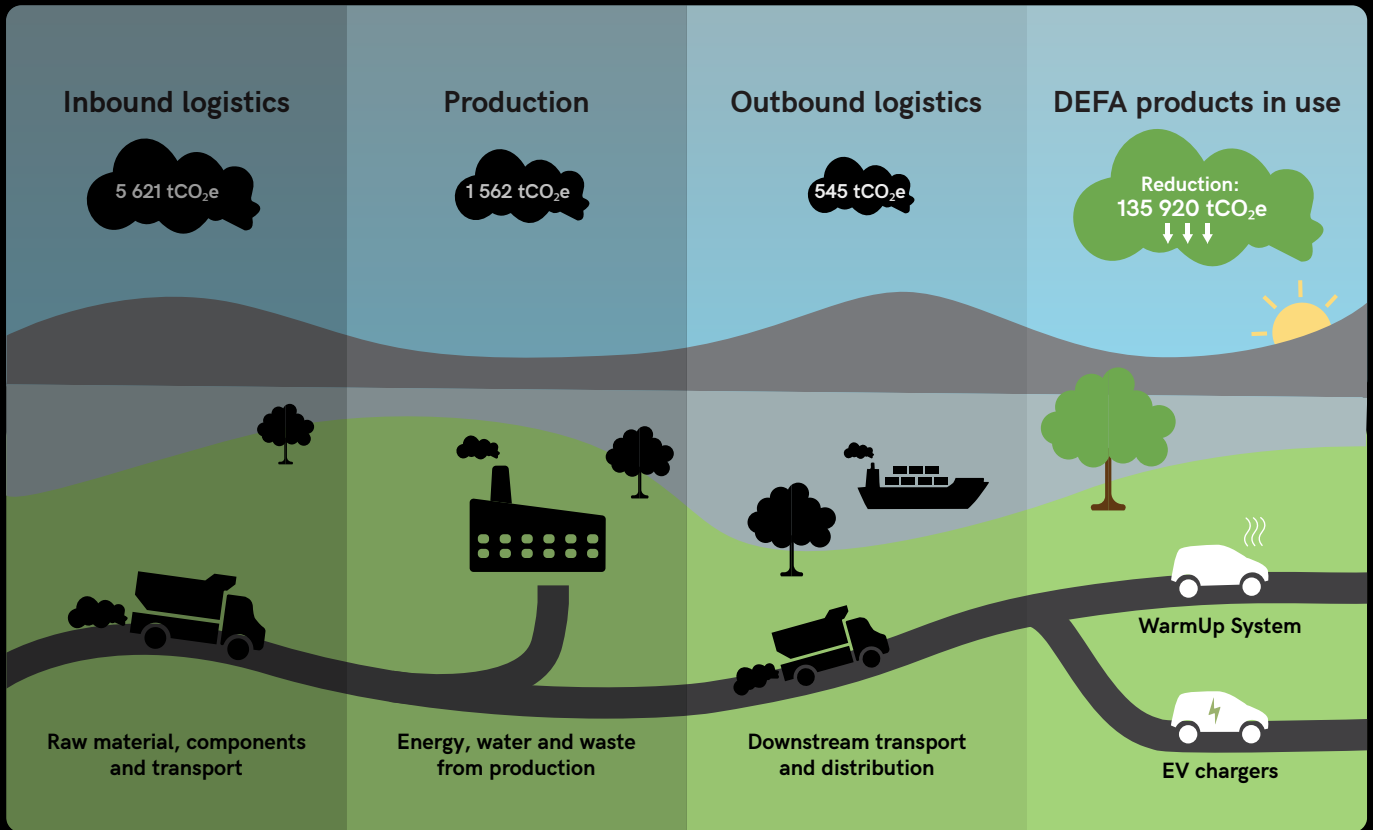 Inbound logistics
5 621 tCO₂e
Raw material, components
and transport
Production
1 562 tCO₂e
Energy, water and waste
from production
Outbound logistics
545 tCO₂e
Downstream transport
and distribution
DEFA products in use
Reduction:
135 920 tCO₂e
WarmUp System
EV chargers